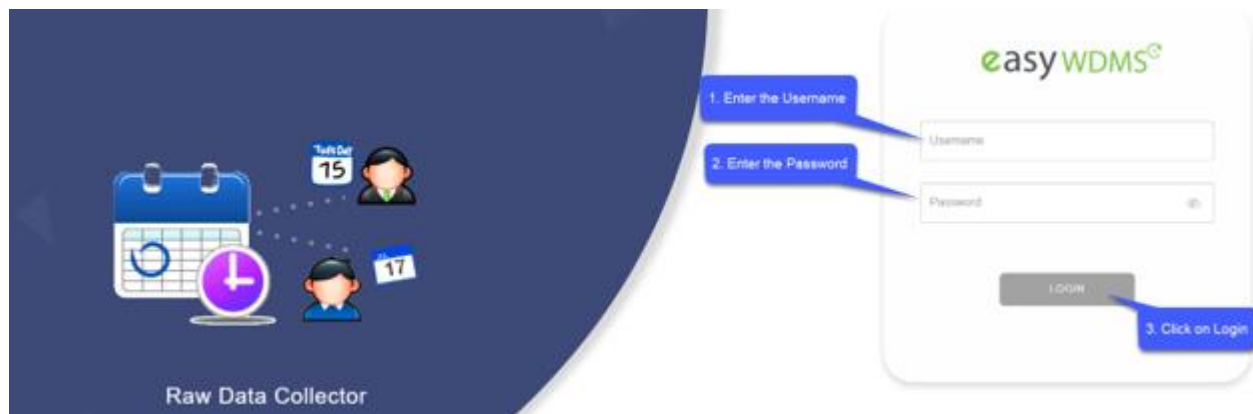 easy WDMS
1. Enter the Username
Username
2. Enter the Password
Password
LOGIN
3. Click on Login
15
17
Raw Data Collector